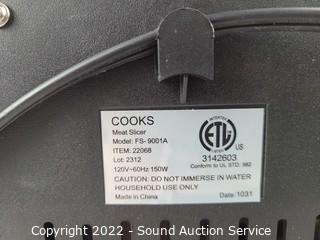 COOKS
Meat Slicer
Model: FS- 9001A
ITEM: 22068
Lot: 2312
120V~60Hz 150W
CAUTION: DO NOT IMMERSE IN WATER
HOUSEHOLD USE ONLY
Made in China
Date: 1031
INTERTEK
ETL
LISTED
US
3142603
Conform to UL STD. 982
Copyright 2022 - Sound Auction Service